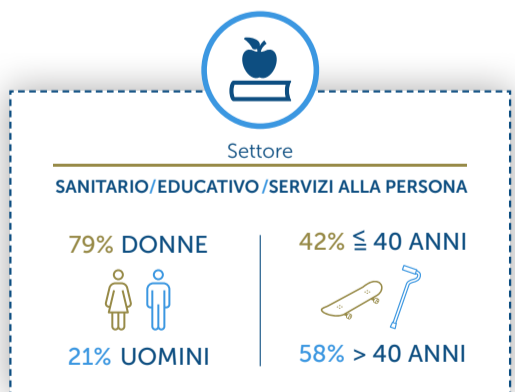 Settore
SANITARIO/EDUCATIVO/SERVIZI ALLA PERSONA
79% DONNE
21% UOMINI
42% ≦ 40 ANNI
58% > 40 ANNI